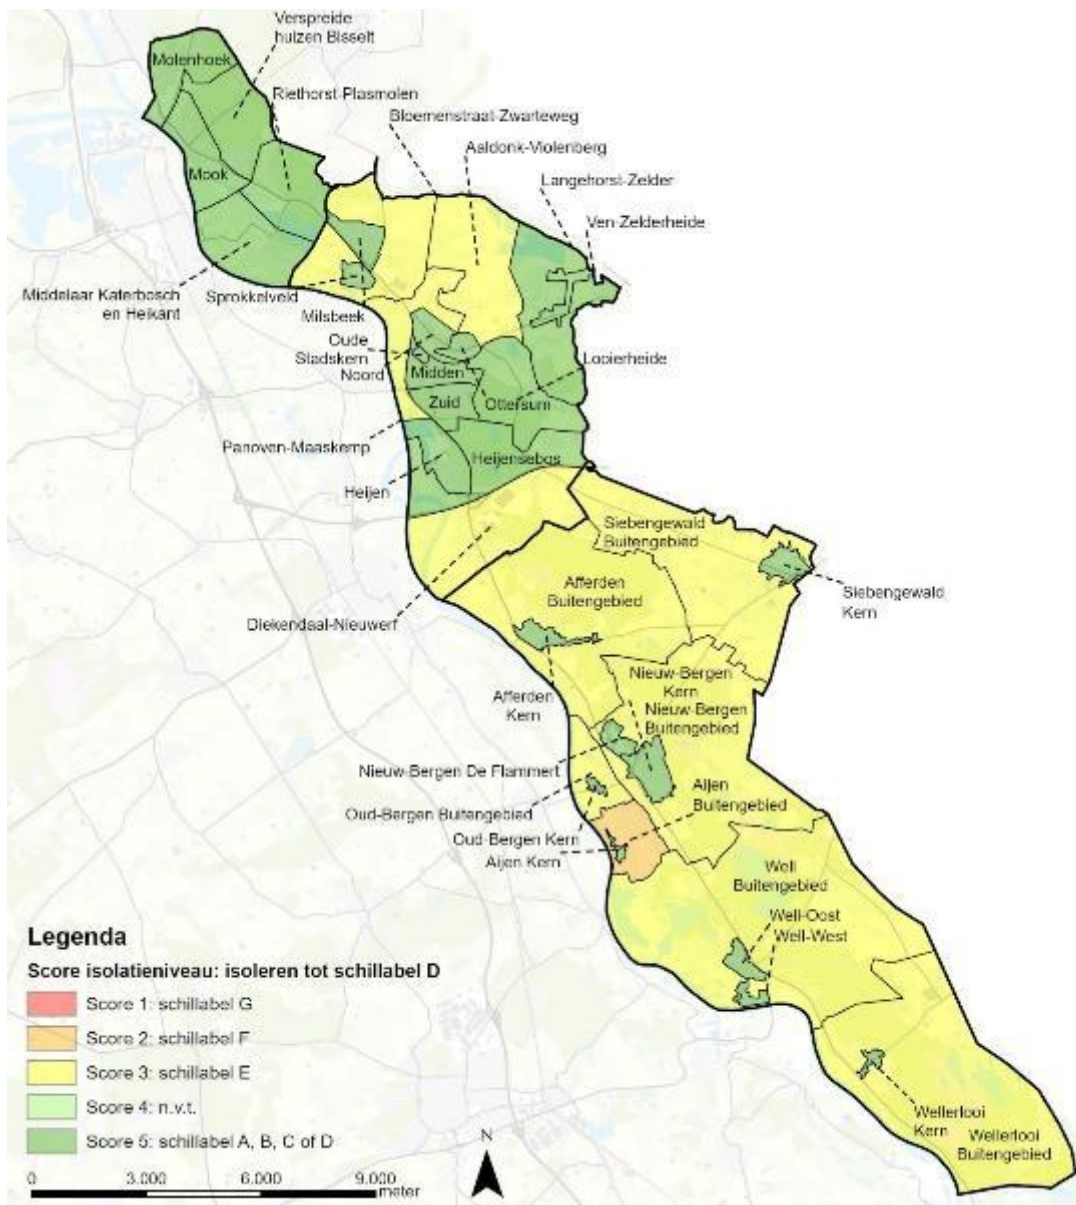 Verspreide
huizen Bisselt
Molenhoek
Riethorst-Plasmolen
Bloemenstraat-Zwarteweg
Aaldonk-Violenberg
Langehorst-Zelder
Mook
Ven-Zelderheide
Middelaar Katerbosch
en Heikant
Sprokkelveld
Milsbeek
Oude
Stadskern
Noord
Looierheide
Midden
Zuid
Ottersum
Panoven-Maaskemp
Heijensebos
Heijen
Siebengewald
Buitengebied
Afferden
Buitengebied
Siebengewald
Kern
Diekendaal-Nieuwerf
Nieuw-Bergen
Kern
Afferden
Kern
Nieuw-Bergen
Buitengebied
Nieuw-Bergen De Flammert
Aijen
Buitengebied
Oud-Bergen Buitengebied
Oud-Bergen Kern
Aijen Kern
Well
Buitengebied
Well-Oost
Well-West
Legenda
Score isolatieniveau: isoleren tot schillabel D
Score 1: schillabel G
Score 2: schillabel F
Score 3: schillabel E
Score 4: n.v.t.
Score 5: schillabel A, B, C of D
Wellerlooi
Kern
Wellerlooi
Buitengebied
N
0 3.000 6.000 9.000
meter